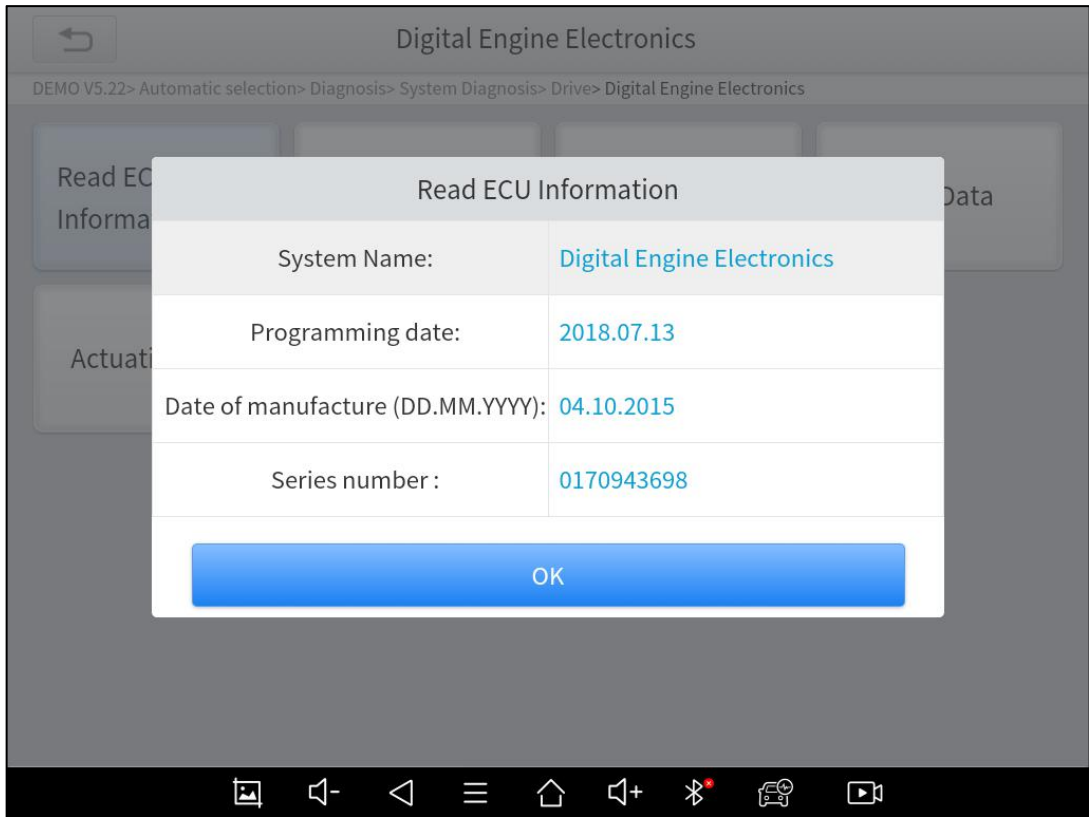 Digital Engine Electronics
DEMO V5.22> Automatic selection> Diagnosis> System Diagnosis> Drive> Digital Engine Electronics
Read EC
Informa
Data
Actuati
Read ECU Information
System Name: Digital Engine Electronics
Programming date: 2018.07.13
Date of manufacture (DD.MM.YYYY): 04.10.2015
Series number : 0170943698
OK